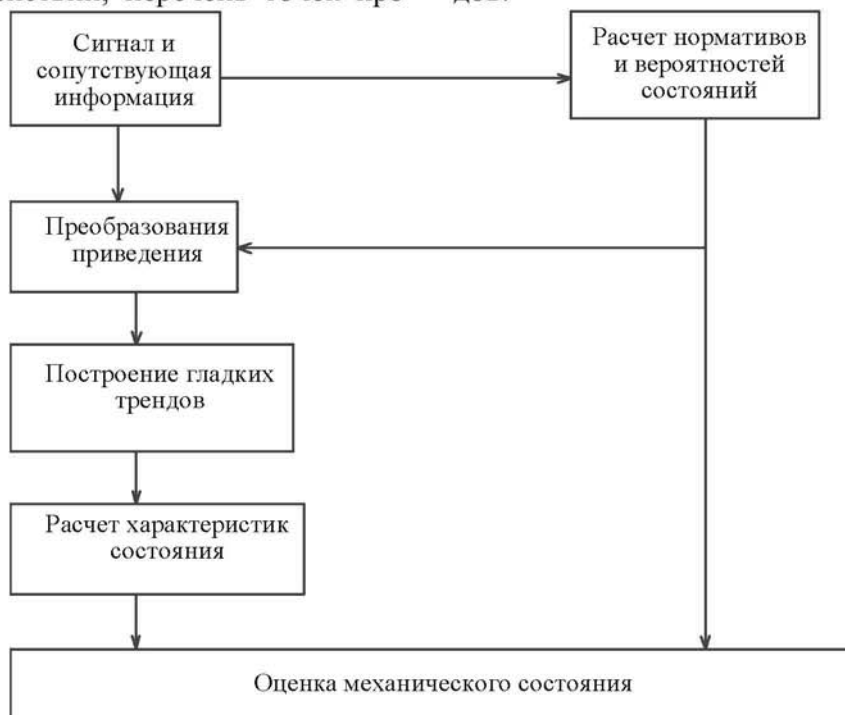 Сигнал и
сопутствующая
информация
Расчет нормативов
и вероятностей
состояний
Преобразования
приведения
Построение гладких
трендов
Расчет характеристик
состояния
Оценка механического состояния